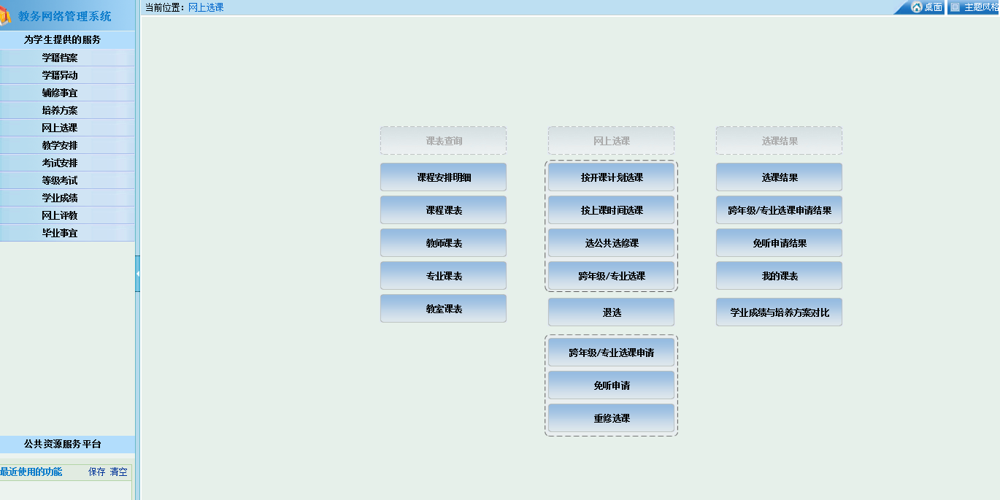 教务网络管理系统
当前位置：网上选课
桌面
主题风格
为学生提供的服务
学籍档案
学籍异动
辅修事宜
培养方案
网上选课
教学安排
考试安排
等级考试
学业成绩
网上评教
毕业事宜
公共资源服务平台
最近使用的功能 保存 清空
课表查询
课程安排明细
课程课表
教师课表
专业课表
教室课表
网上选课
按开课计划选课
按上课时间选课
选公共选修课
跨年级/专业选课
退选
跨年级/专业选课申请
免听申请
重修选课
选课结果
选课结果
跨年级/专业选课申请结果
免听申请结果
我的课表
学业成绩与培养方案对比